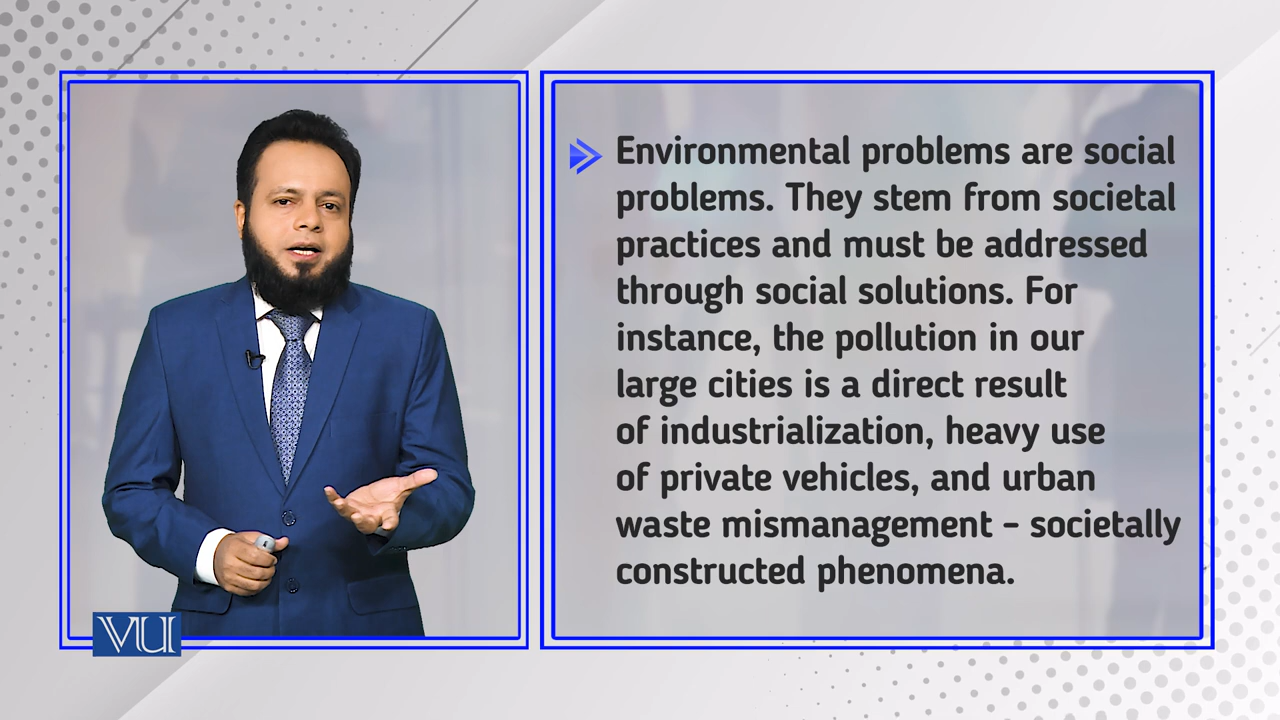 Environmental problems are social
problems. They stem from societal
practices and must be addressed
through social solutions. For
instance, the pollution in our
large cities is a direct result
of industrialization, heavy use
of private vehicles, and urban
waste mismanagement – societally
constructed phenomena.
VU